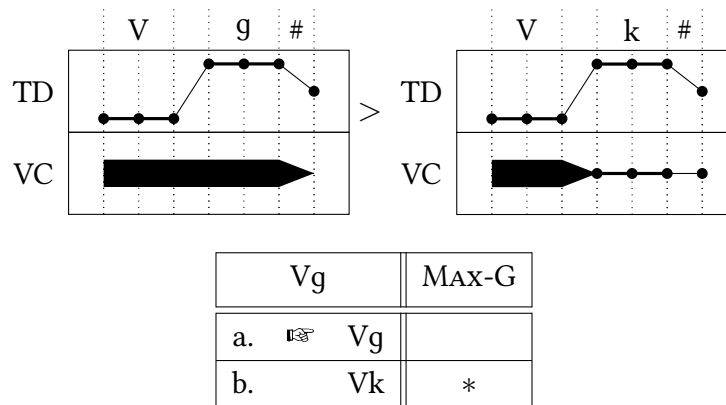 V g # V k #
TD > TD
VC VC
Vg MAX-G
a. ☞ Vg
b. Vk *